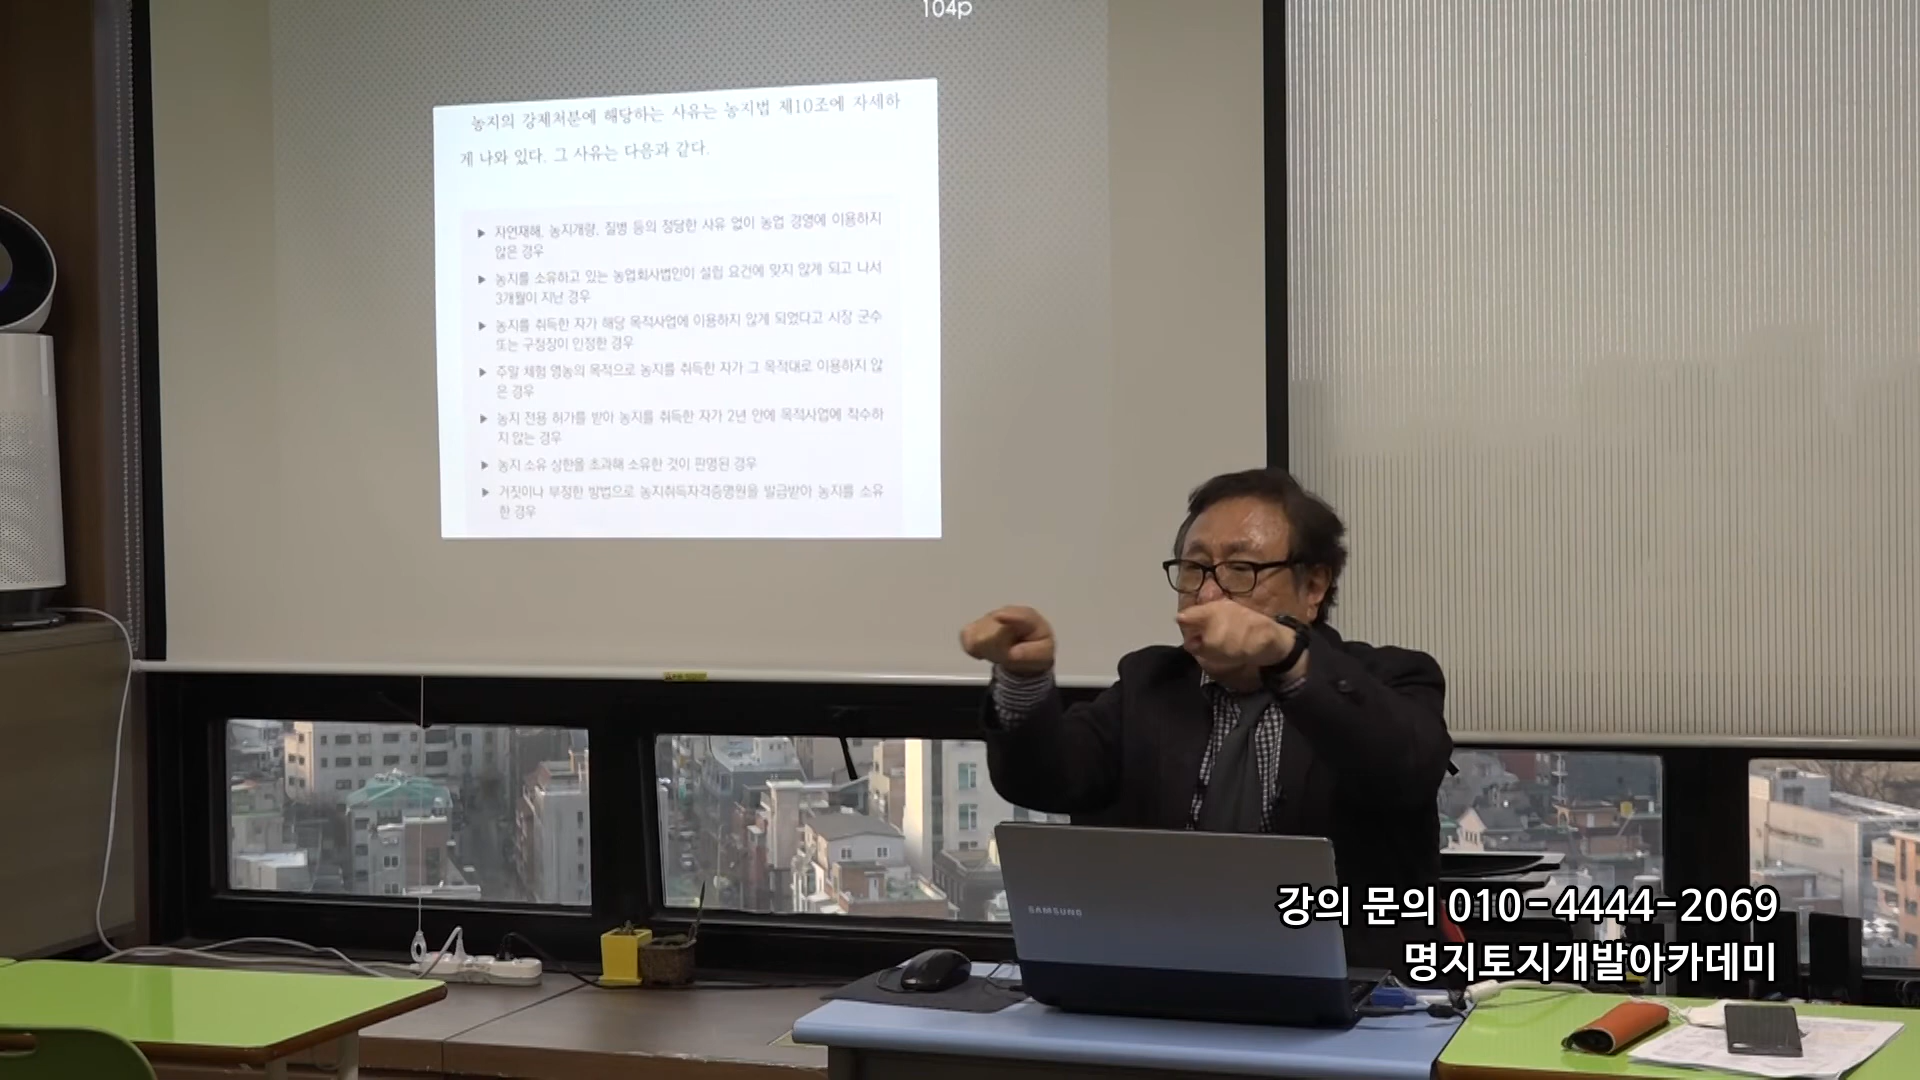 104p
농지의 강제처분에 해당하는 사유는 농지법 제10조에 자세하
게 나와 있다. 그 사유는 다음과 같다.
▶ 자연재해, 농지개량, 질병 등의 정당한 사유 없이 농업 경영에 이용하지
않은 경우
▶ 농지를 소유하고 있는 농업회사법인이 설립 요건에 맞지 않게 되고 나서
3개월이 지난 경우
▶ 농지를 취득한 자가 해당 목적사업에 이용하지 않게 되었다고 시장 군수
또는 구청장이 인정한 경우
▶ 주말 체험 영농의 목적으로 농지를 취득한 자가 그 목적대로 이용하지 않
은 경우
▶ 농지 전용 허가를 받아 농지를 취득한 자가 2년 안에 목적사업에 착수하
지 않는 경우
▶ 농지 소유 상한을 초과해 소유한 것이 판명된 경우
▶ 거짓이나 부정한 방법으로 농지취득자격증명원을 발급받아 농지를 소유
한 경우
SAMSUNG
강의 문의 010-4444-2069
명지토지개발아카데미